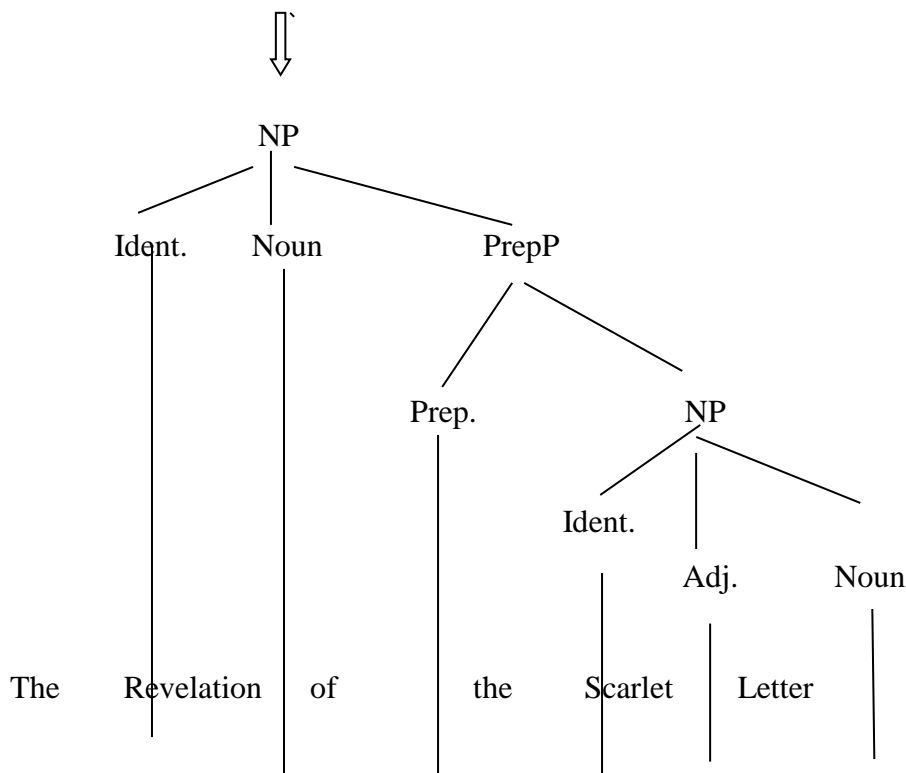 NP
Ident. Noun PrepP
Prep. NP
Ident.
Adj. Noun
The Revelation of the Scarlet Letter